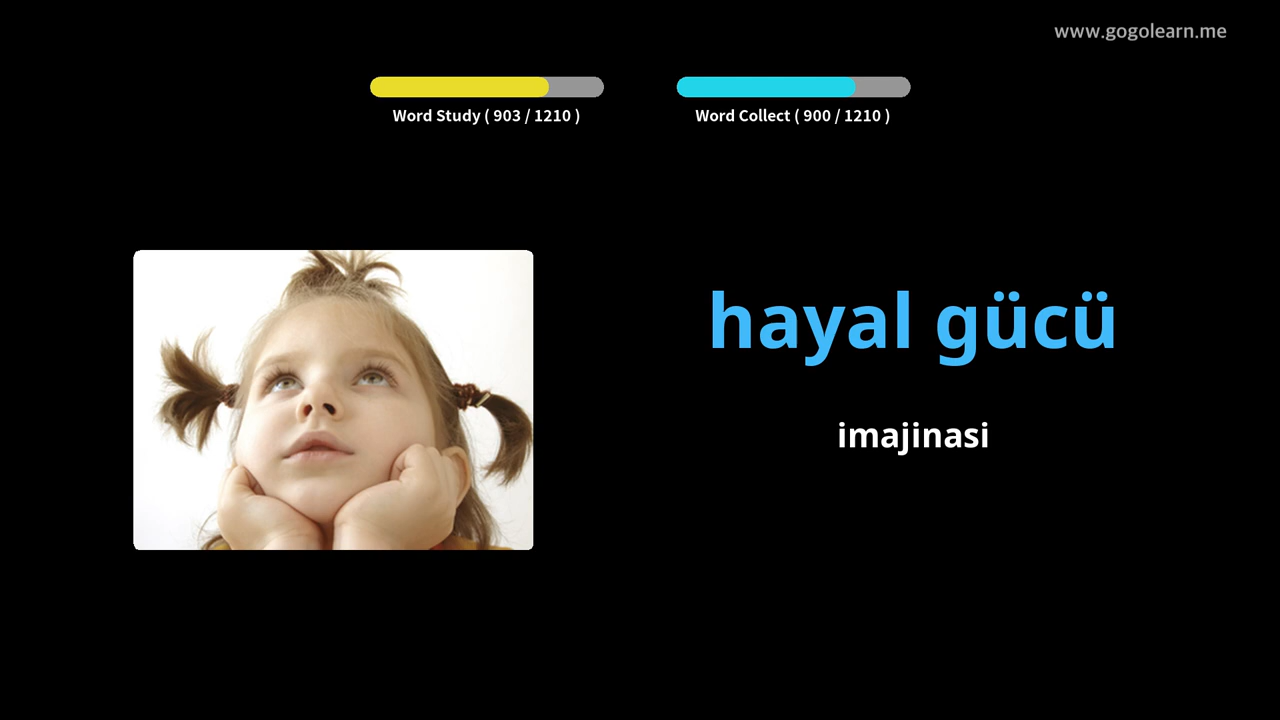 www.gogolearn.me
Word Study ( 903 / 1210 )
Word Collect ( 900 / 1210 )
hayal gücü
imajinasi